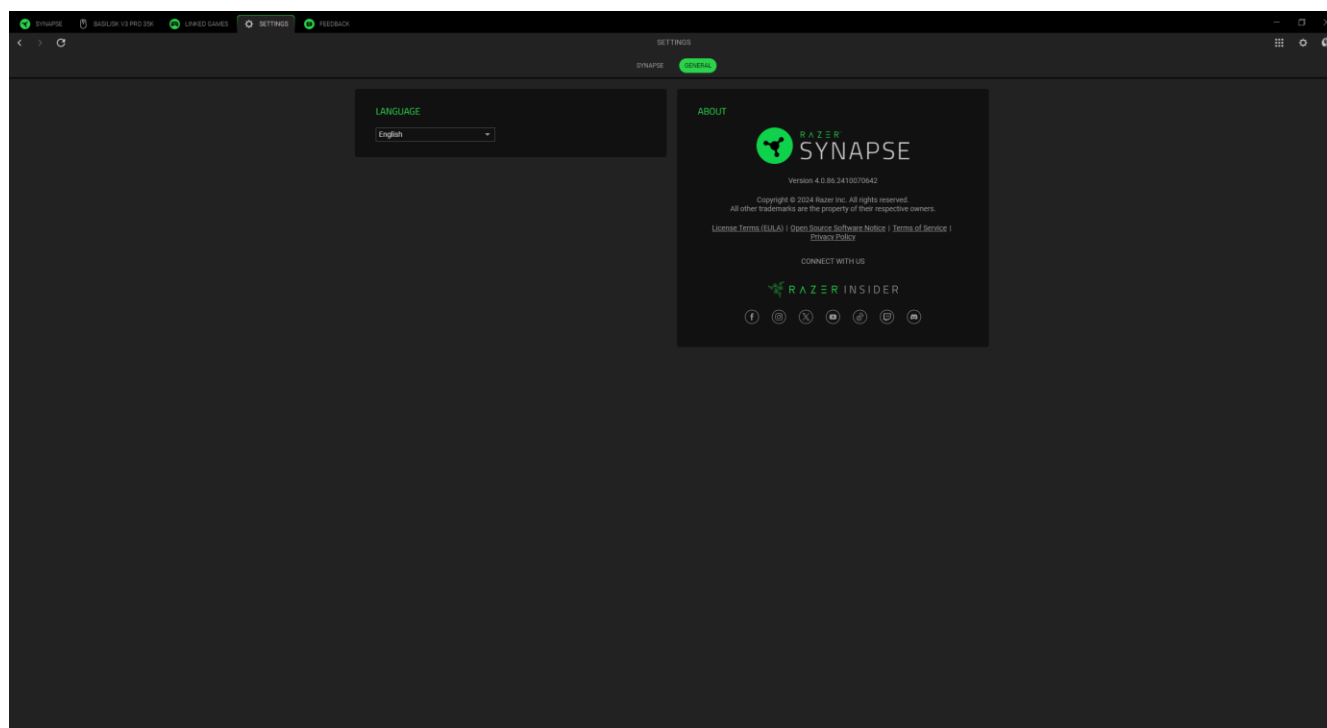 SYNAPSE
BASILISK V3 PRO 35K
LINKED GAMES
SETTINGS
FEEDBACK
SETTINGS
SYNAPSE
GENERAL
LANGUAGE
English
ABOUT
RAZER
SYNAPSE
Version 4.0.86.2410070642
Copyright © 2024 Razer Inc. All rights reserved.
All other trademarks are the property of their respective owners.
License Terms (EULA) | Open Source Software Notice | Terms of Service |
Privacy Policy
CONNECT WITH US
RAZER INSIDER